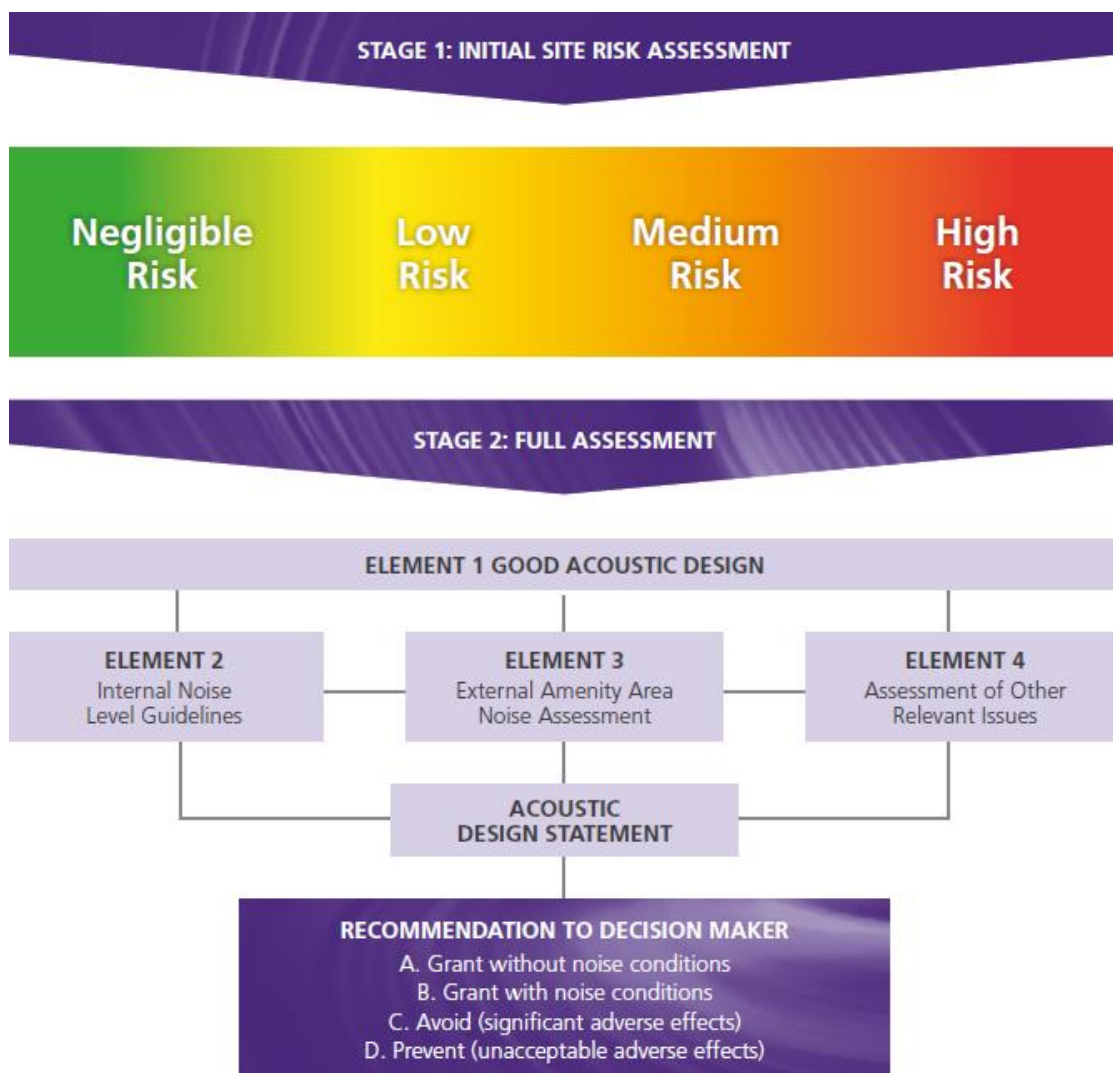 STAGE 1: INITIAL SITE RISK ASSESSMENT
Negligible Risk
Low Risk
Medium Risk
High Risk
STAGE 2: FULL ASSESSMENT
ELEMENT 1 GOOD ACOUSTIC DESIGN
ELEMENT 2
Internal Noise
Level Guidelines
ELEMENT 3
External Amenity Area
Noise Assessment
ELEMENT 4
Assessment of Other
Relevant Issues
ACOUSTIC
DESIGN STATEMENT
RECOMMENDATION TO DECISION MAKER
A. Grant without noise conditions
B. Grant with noise conditions
C. Avoid (significant adverse effects)
D. Prevent (unacceptable adverse effects)